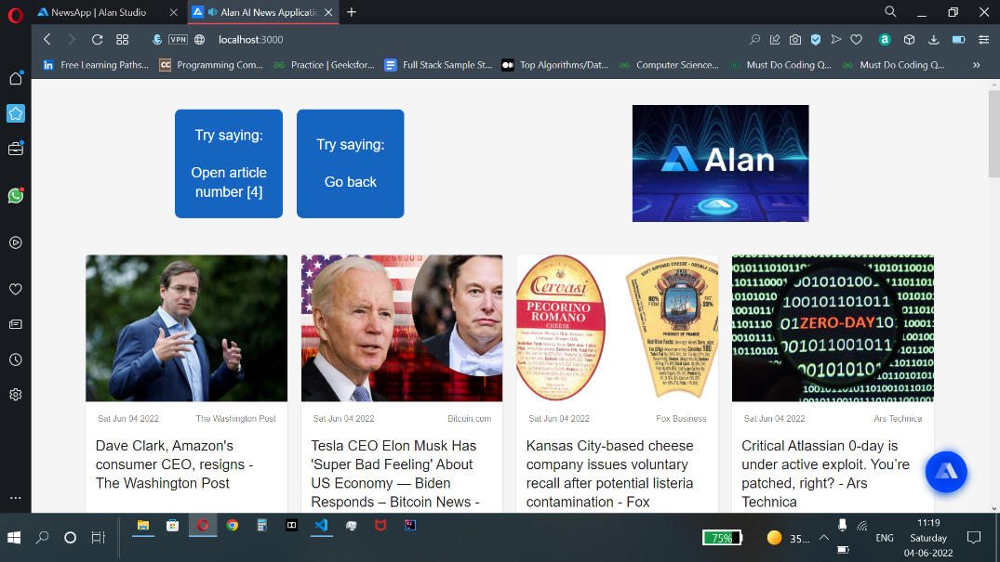 NewsApp | Alan Studio
Alan AI News Applicatic
VPN
localhost:3000
Free Learning Paths...
Programming Com...
Practice | Geeksfor...
Full Stack Sample St...
Top Algorithms/Dat...
Computer Science...
Must Do Coding Q...
Must Do Coding Q...
Try saying:
Open article
number [4]
Try saying:
Go back
Alan
Cervasi
PECORINO
ROMANO
CHEESE
PRODUCT OF FRANCE
ZERO-DAY
Sat Jun 04 2022
The Washington Post
Dave Clark, Amazon's
consumer CEO, resigns -
The Washington Post
Sat Jun 04 2022
Bitcoin.com
Tesla CEO Elon Musk Has
'Super Bad Feeling' About
US Economy — Biden
Responds – Bitcoin News -
Sat Jun 04 2022
Fox Business
Kansas City-based cheese
company issues voluntary
recall after potential listeria
contamination - Fox
Sat Jun 04 2022
Ars Technica
Critical Atlassian 0-day is
under active exploit. You're
patched, right? - Ars
Technica
75%
35...
ENG
11:19
Saturday
04-06-2022